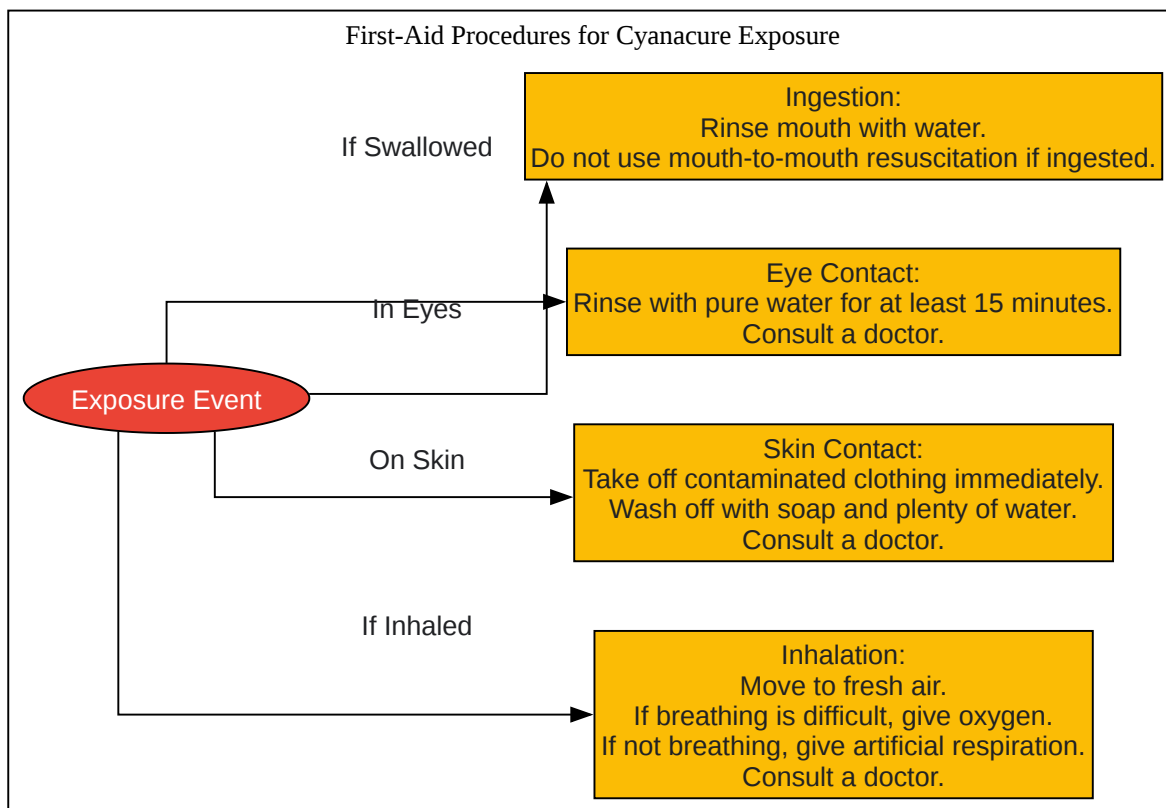 First-Aid Procedures for Cyanacure Exposure
If Swallowed
Ingestion:
Rinse mouth with water.
Do not use mouth-to-mouth resuscitation if ingested.
In Eyes
Eye Contact:
Rinse with pure water for at least 15 minutes.
Consult a doctor.
Exposure Event
On Skin
Skin Contact:
Take off contaminated clothing immediately.
Wash off with soap and plenty of water.
Consult a doctor.
If Inhaled
Inhalation:
Move to fresh air.
If breathing is difficult, give oxygen.
If not breathing, give artificial respiration.
Consult a doctor.